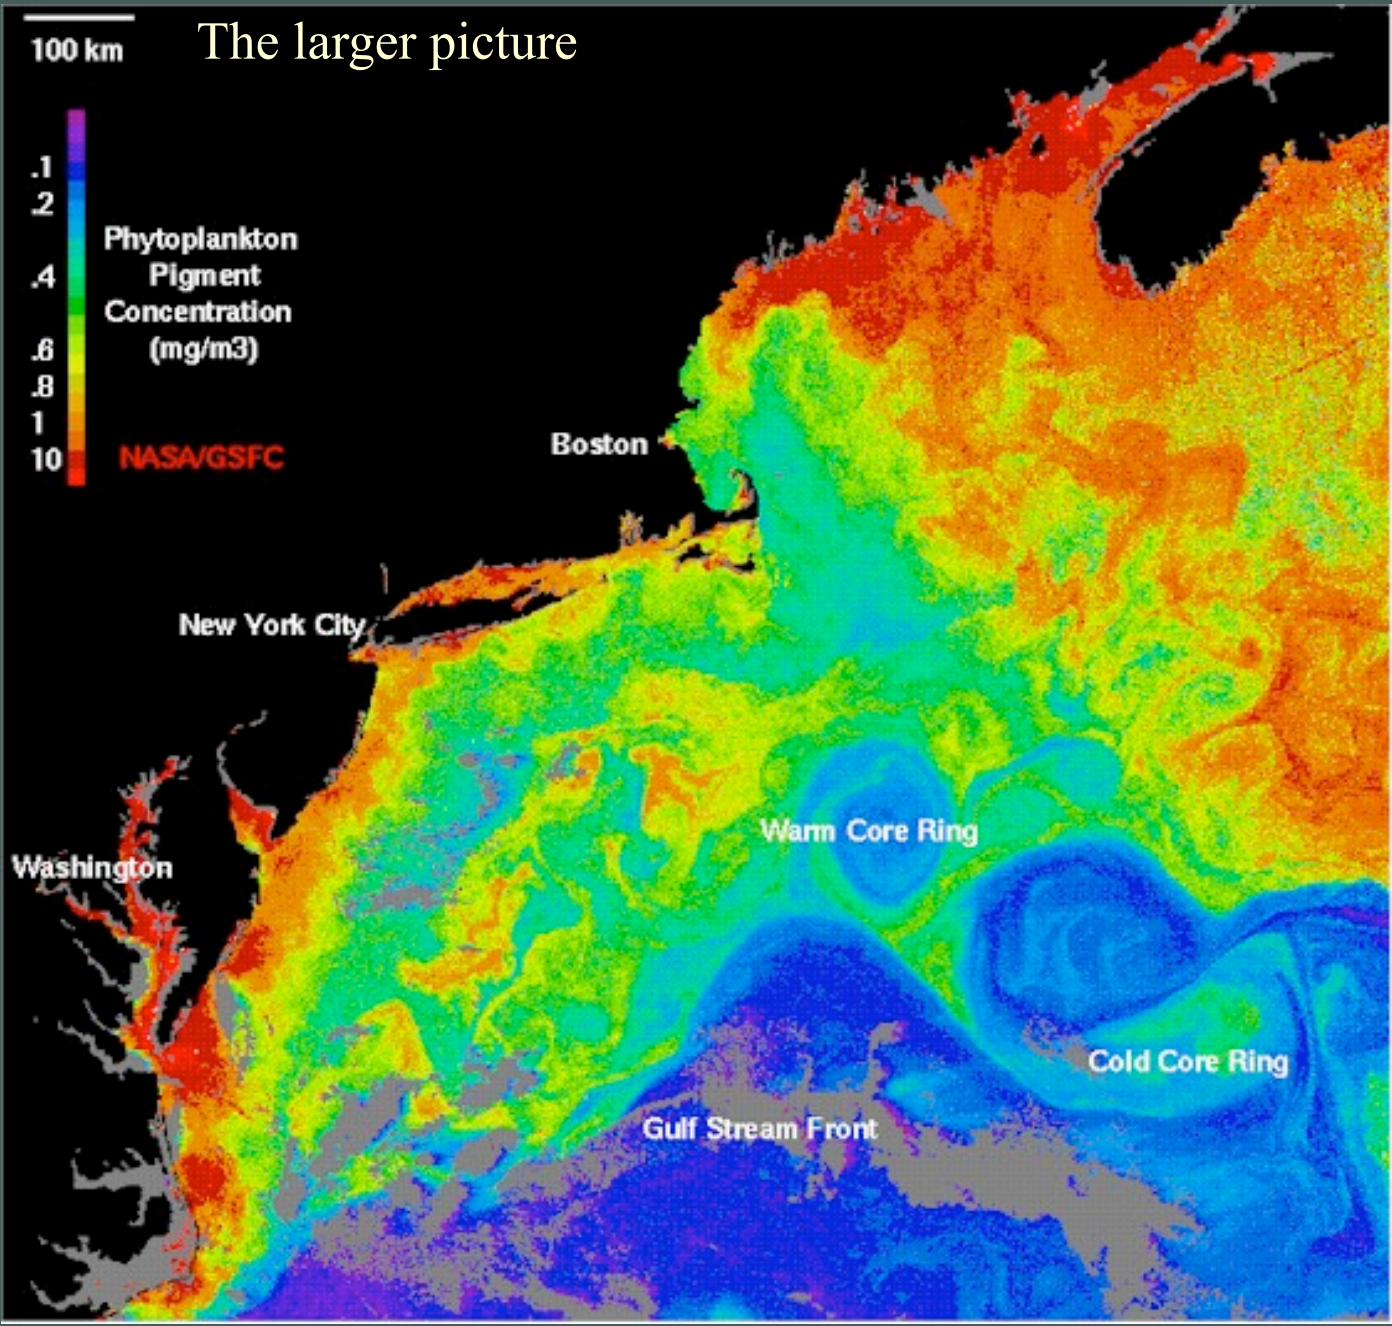 The larger picture
100 km
.1
.2
.4
.6
.8
1
10
Phytoplankton
Pigment
Concentration
(mg/m3)
NASA/GSFC
Boston
New York City
Washington
Warm Core Ring
Cold Core Ring
Gulf Stream Front